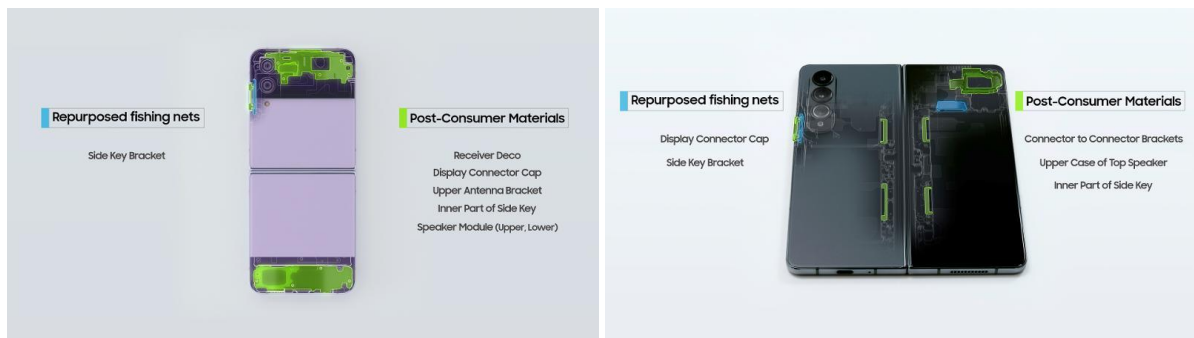 Repurposed fishing nets
Side Key Bracket
Post-Consumer Materials
Receiver Deco
Display Connector Cap
Upper Antenna Bracket
Inner Part of Side Key
Speaker Module (Upper, Lower)
Repurposed fishing nets
Display Connector Cap
Side Key Bracket
Post-Consumer Materials
Connector to Connector Brackets
Upper Case of Top Speaker
Inner Part of Side Key